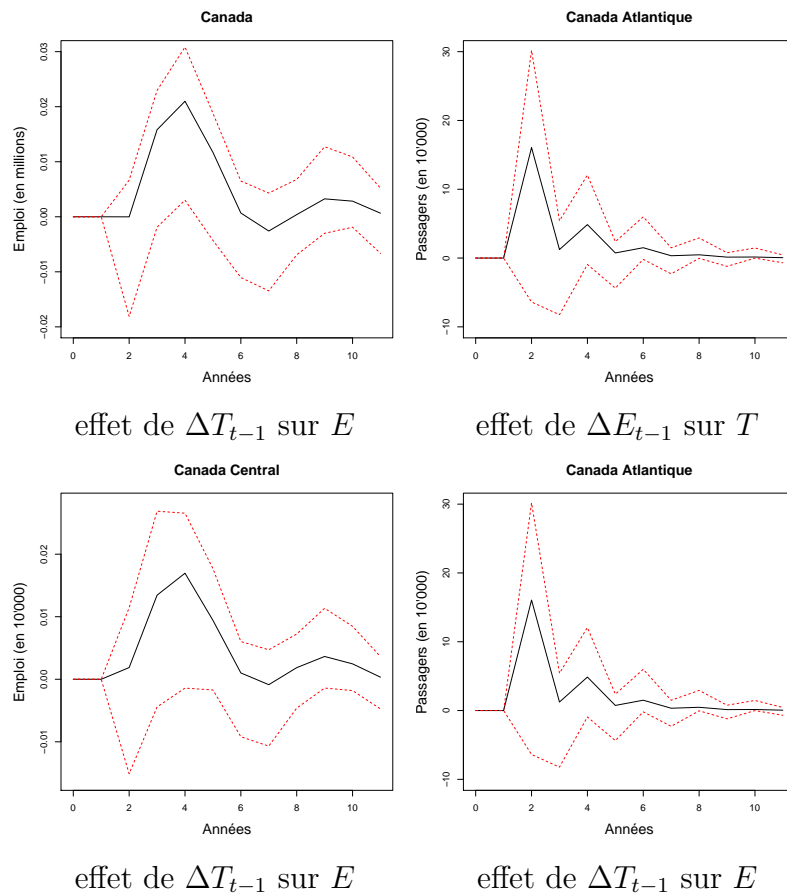 Canada
Emploi (en millions)
0.03
0.02
0.01
0.00
−0.01
−0.02
0 2 4 6 8 10
Années
effet de ΔT_{t−1} sur E
Canada Atlantique
Passagers (en 10'000)
30
20
10
0
−10
0 2 4 6 8 10
Années
effet de ΔE_{t−1} sur T
Canada Central
Emploi (en 10'000)
0.02
0.01
0.00
−0.01
0 2 4 6 8 10
Années
effet de ΔT_{t−1} sur E
Canada Atlantique
Passagers (en 10'000)
30
20
10
0
−10
0 2 4 6 8 10
Années
effet de ΔT_{t−1} sur E